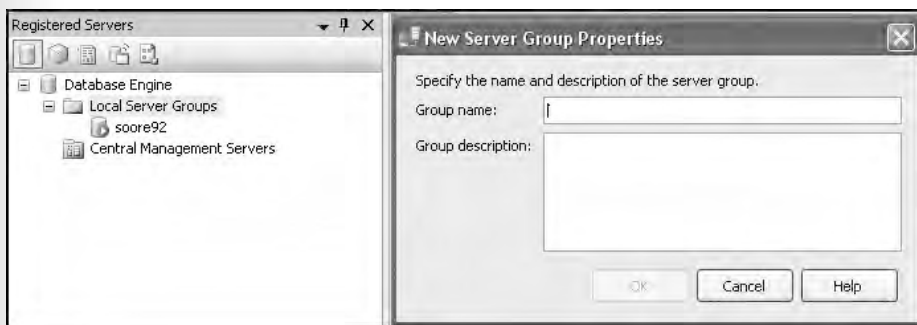 Registered Servers
Database Engine
Local Server Groups
soore92
Central Management Servers
New Server Group Properties
Specify the name and description of the server group.
Group name:
Group description:
OK
Cancel
Help